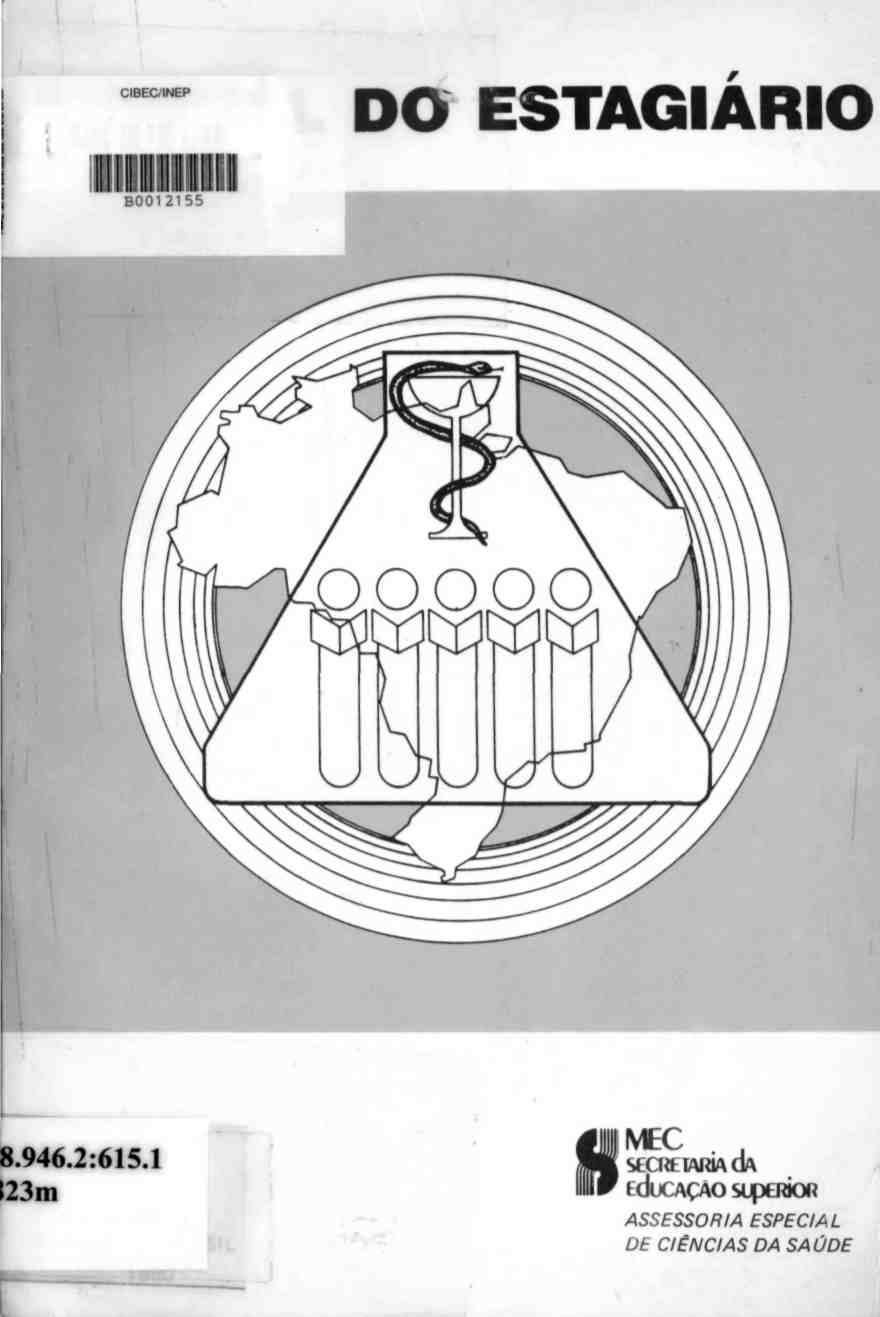 CIBEC/INEP
DO ESTAGIÁRIO
B0012155
8.946.2:615.1
323m
MEC
SECRETARIA da
EdUCAÇÃO SUPERIOR
ASSESSORIA ESPECIAL
DE CIÊNCIAS DA SAÚDE